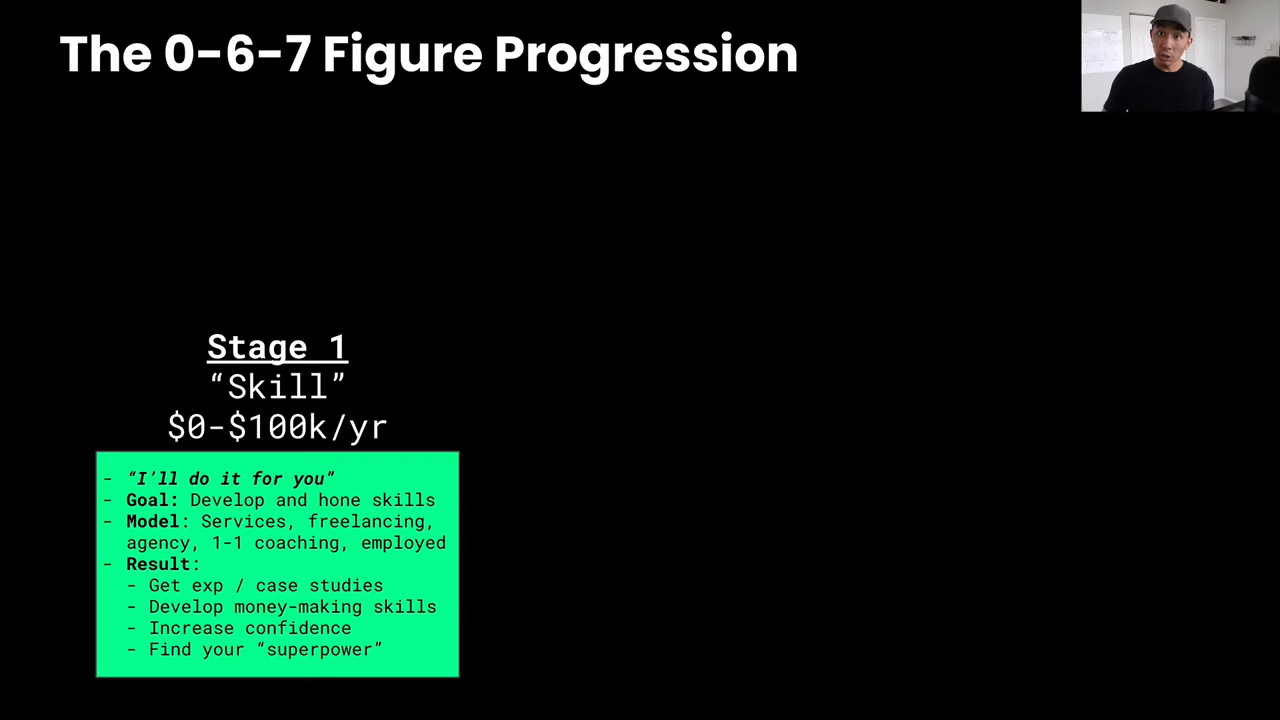 The 0-6-7 Figure Progression
Stage 1
“Skill”
$0-$100k/yr
- “I’ll do it for you”
- Goal: Develop and hone skills
- Model: Services, freelancing,
agency, 1-1 coaching, employed
- Result:
- Get exp / case studies
- Develop money-making skills
- Increase confidence
- Find your “superpower”